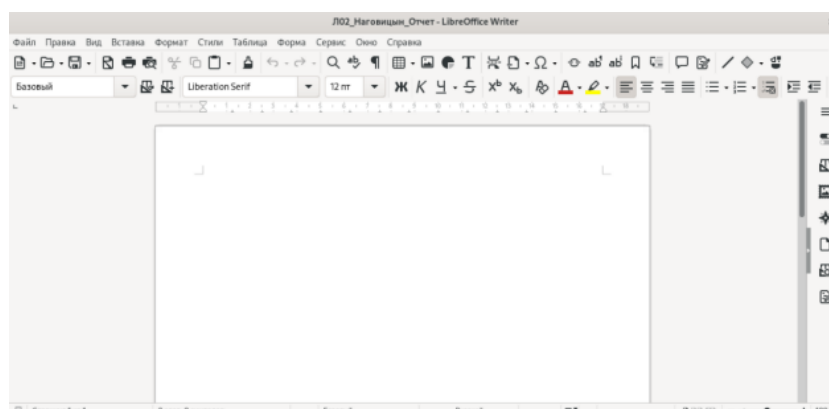 Л02_Наговицын_Отчет - LibreOffice Writer
Файл Правка Вид Вставка Формат Стили Таблица Форма Сервис Окно Справка
Базовый Liberation Serif 12 пт Ж К Ч S